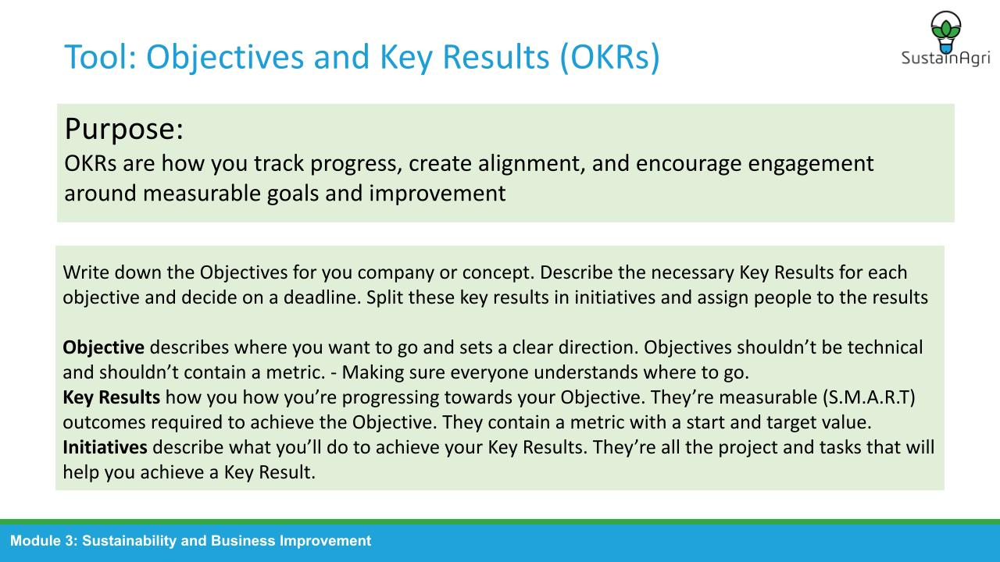 Tool: Objectives and Key Results (OKRs)
SustainAgri
Purpose:
OKRs are how you track progress, create alignment, and encourage engagement
around measurable goals and improvement
Write down the Objectives for you company or concept. Describe the necessary Key Results for each
objective and decide on a deadline. Split these key results in initiatives and assign people to the results
Objective describes where you want to go and sets a clear direction. Objectives shouldn’t be technical
and shouldn’t contain a metric. - Making sure everyone understands where to go.
Key Results how you how you’re progressing towards your Objective. They’re measurable (S.M.A.R.T)
outcomes required to achieve the Objective. They contain a metric with a start and target value.
Initiatives describe what you’ll do to achieve your Key Results. They’re all the project and tasks that will
help you achieve a Key Result.
Module 3: Sustainability and Business Improvement